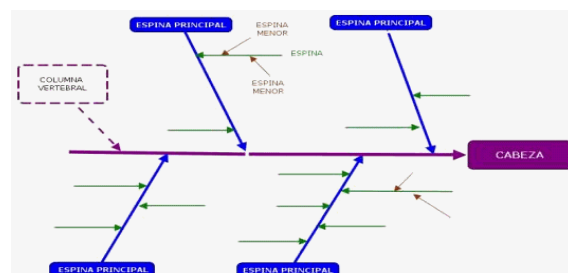 ESPINA PRINCIPAL
ESPINA
MENOR
ESPINA PRINCIPAL
ESPINA
ESPINA
MENOR
COLUMNA
VERTEBRAL
CABEZA
ESPINA PRINCIPAL
ESPINA PRINCIPAL